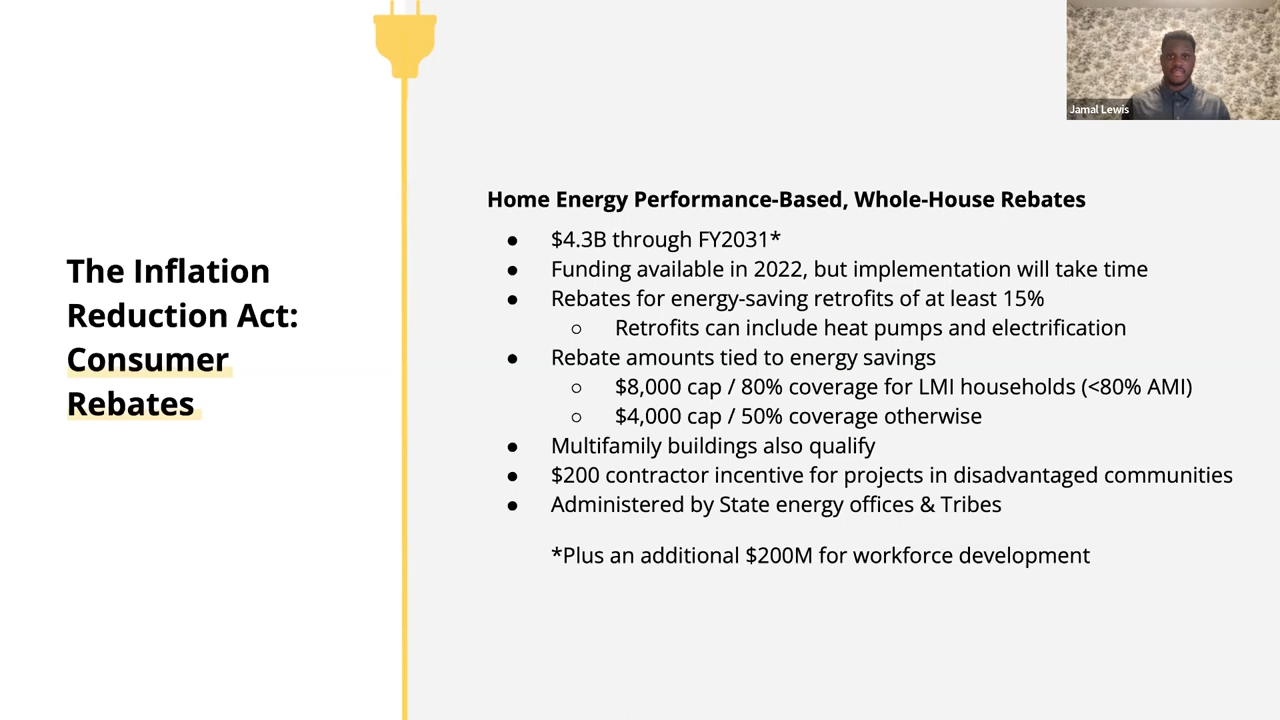 Jamal Lewis
The Inflation
Reduction Act:
Consumer
Rebates
Home Energy Performance-Based, Whole-House Rebates
● $4.3B through FY2031*
● Funding available in 2022, but implementation will take time
● Rebates for energy-saving retrofits of at least 15%
○ Retrofits can include heat pumps and electrification
● Rebate amounts tied to energy savings
○ $8,000 cap / 80% coverage for LMI households (<80% AMI)
○ $4,000 cap / 50% coverage otherwise
● Multifamily buildings also qualify
● $200 contractor incentive for projects in disadvantaged communities
● Administered by State energy offices & Tribes
*Plus an additional $200M for workforce development